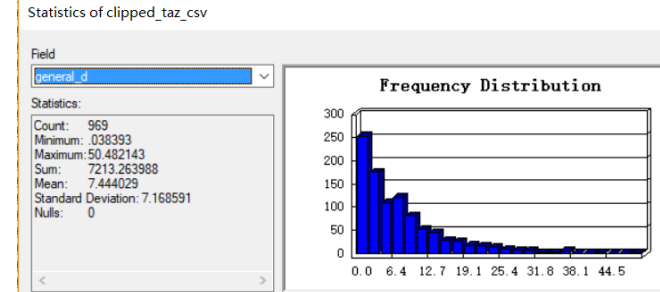 Statistics of clipped_taz_csv
Field
general_d
Statistics:
Count: 969
Minimum: .038393
Maximum: 50.482143
Sum: 7213.263988
Mean: 7.444029
Standard Deviation: 7.168591
Nulls: 0
Frequency Distribution
300
250
200
150
100
50
0
0.0 6.4 12.7 19.1 25.4 31.8 38.1 44.5